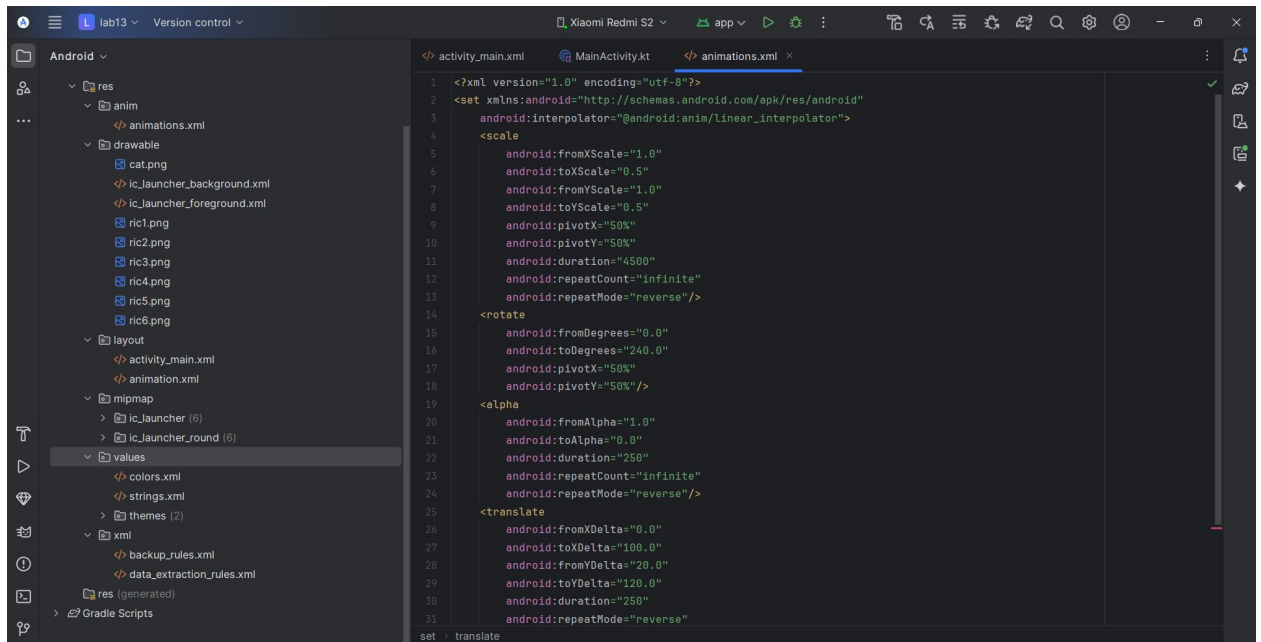 L lab13 Version control Xiaomi Redmi S2 app
Android
res
anim
animations.xml
drawable
cat.png
ic_launcher_background.xml
ic_launcher_foreground.xml
ric1.png
ric2.png
ric3.png
ric4.png
ric5.png
ric6.png
layout
activity_main.xml
animation.xml
mipmap
ic_launcher (6)
ic_launcher_round (6)
values
colors.xml
strings.xml
themes (2)
xml
backup_rules.xml
data_extraction_rules.xml
res (generated)
Gradle Scripts
activity_main.xml MainActivity.kt animations.xml
1 <?xml version="1.0" encoding="utf-8"?>
2 <set xmlns:android="http://schemas.android.com/apk/res/android"
3 android:interpolator="@android:anim/linear_interpolator">
4 <scale
5 android:fromXScale="1.0"
6 android:toXScale="0.5"
7 android:fromYScale="1.0"
8 android:toYScale="0.5"
9 android:pivotX="50%"
10 android:pivotY="50%"
11 android:duration="4500"
12 android:repeatCount="infinite"
13 android:repeatMode="reverse"/>
14 <rotate
15 android:fromDegrees="0.0"
16 android:toDegrees="240.0"
17 android:pivotX="50%"
18 android:pivotY="50%"/>
19 <alpha
20 android:fromAlpha="1.0"
21 android:toAlpha="0.0"
22 android:duration="250"
23 android:repeatCount="infinite"
24 android:repeatMode="reverse"/>
25 <translate
26 android:fromXDelta="0.0"
27 android:toXDelta="100.0"
28 android:fromYDelta="20.0"
29 android:toYDelta="120.0"
30 android:duration="250"
31 android:repeatMode="reverse"
set › translate